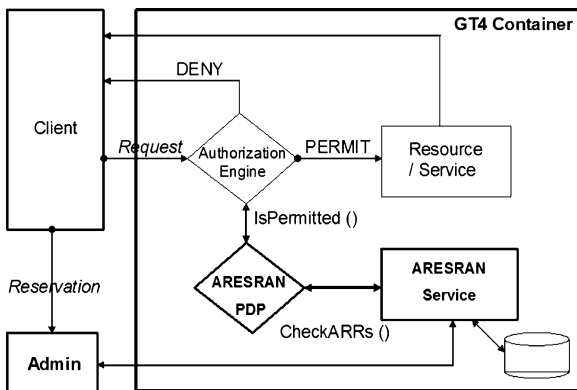 GT4 Container
DENY
Client
Request
Authorization
Engine
PERMIT
Resource
/ Service
IsPermitted ()
ARESRAN
PDP
ARESRAN
Service
Reservation
CheckARRs ()
Admin